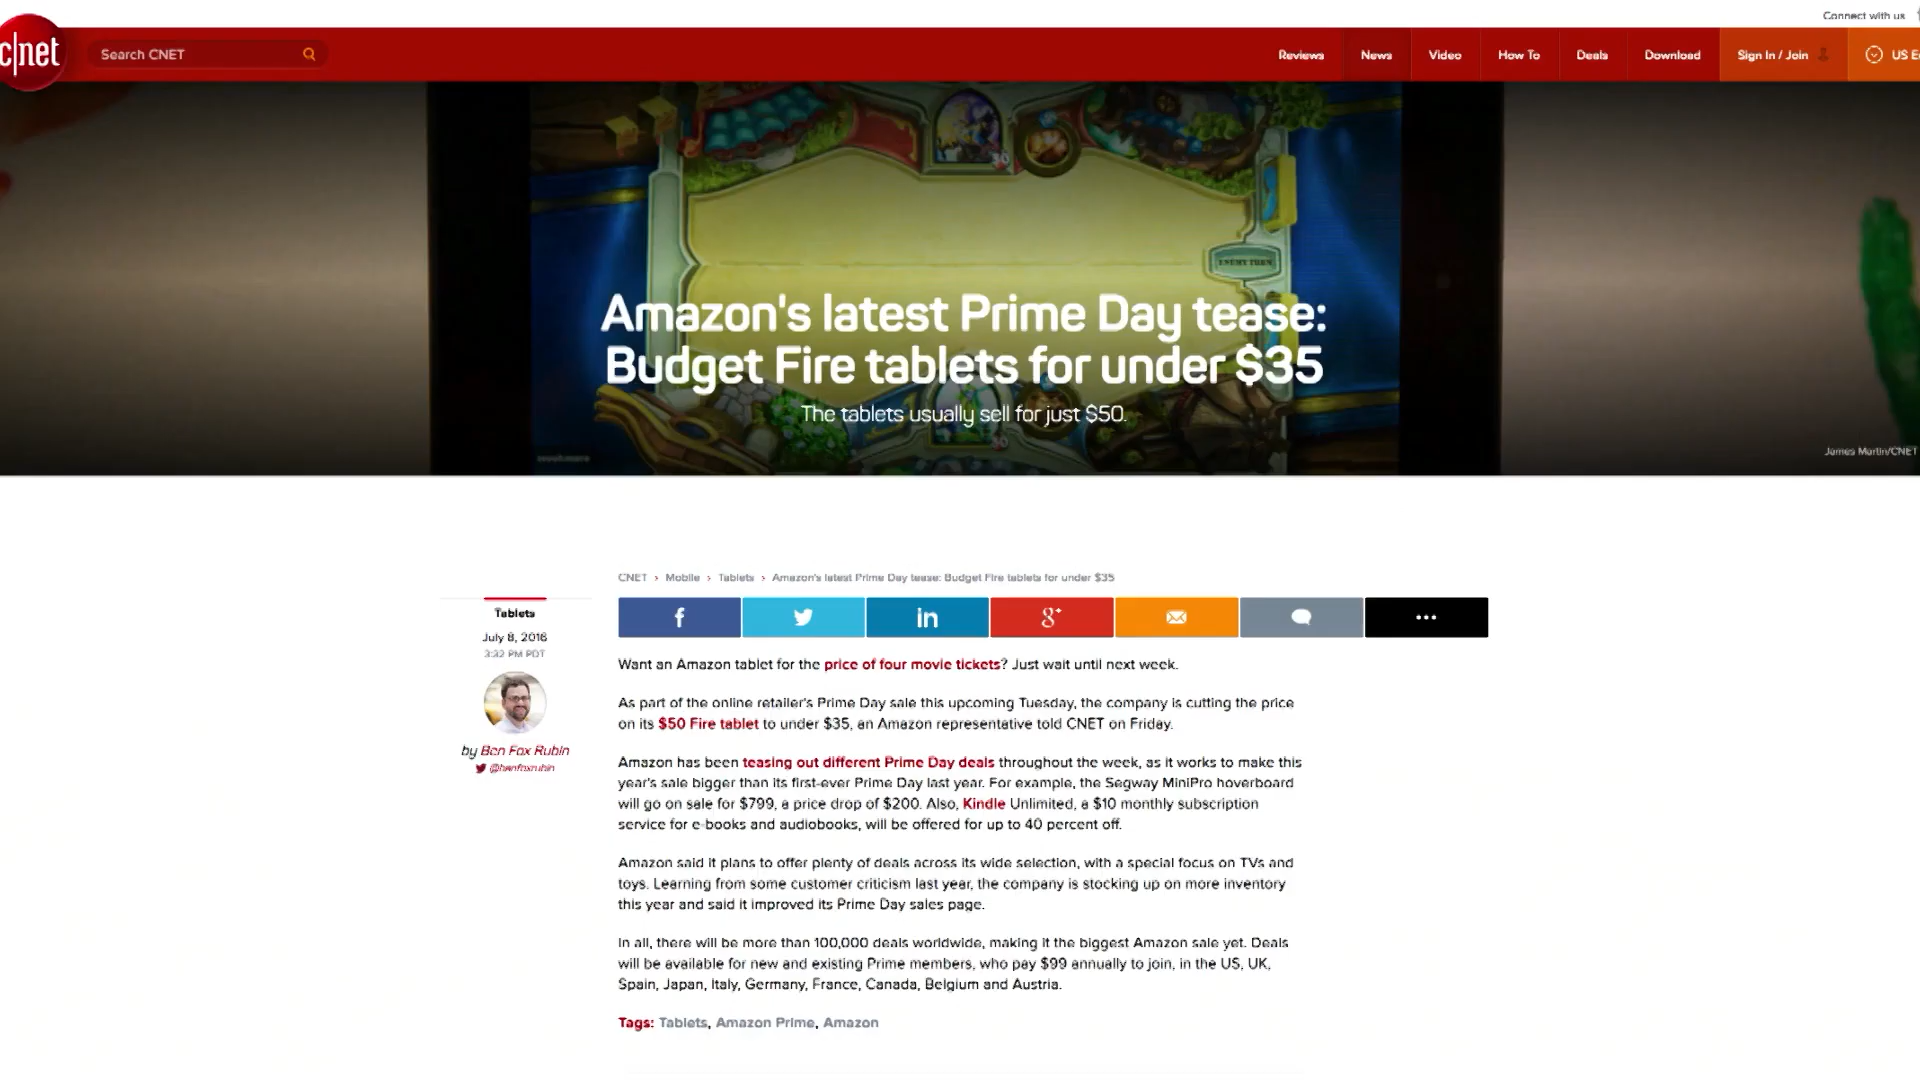 Connect with us
c|net
Search CNET
Reviews
News
Video
How To
Deals
Download
Sign In / Join
US
ENEMY TURN
30
Amazon's latest Prime Day tease:
Budget Fire tablets for under $35
The tablets usually sell for just $50.
30
James Martin/CNET
CNET > Mobile > Tablets > Amazon's latest Prime Day tease: Budget Fire tablets for under $35
Tablets
July 8, 2016
3:32 PM PDT
by Ben Fox Rubin
@benfoxrubin
f
in
g+
Want an Amazon tablet for the price of four movie tickets? Just wait until next week.
As part of the online retailer's Prime Day sale this upcoming Tuesday, the company is cutting the price
on its $50 Fire tablet to under $35, an Amazon representative told CNET on Friday.
Amazon has been teasing out different Prime Day deals throughout the week, as it works to make this
year's sale bigger than its first-ever Prime Day last year. For example, the Segway MiniPro hoverboard
will go on sale for $799, a price drop of $200. Also, Kindle Unlimited, a $10 monthly subscription
service for e-books and audiobooks, will be offered for up to 40 percent off.
Amazon said it plans to offer plenty of deals across its wide selection, with a special focus on TVs and
toys. Learning from some customer criticism last year, the company is stocking up on more inventory
this year and said it improved its Prime Day sales page.
In all, there will be more than 100,000 deals worldwide, making it the biggest Amazon sale yet. Deals
will be available for new and existing Prime members, who pay $99 annually to join, in the US, UK,
Spain, Japan, Italy, Germany, France, Canada, Belgium and Austria.
Tags: Tablets, Amazon Prime, Amazon